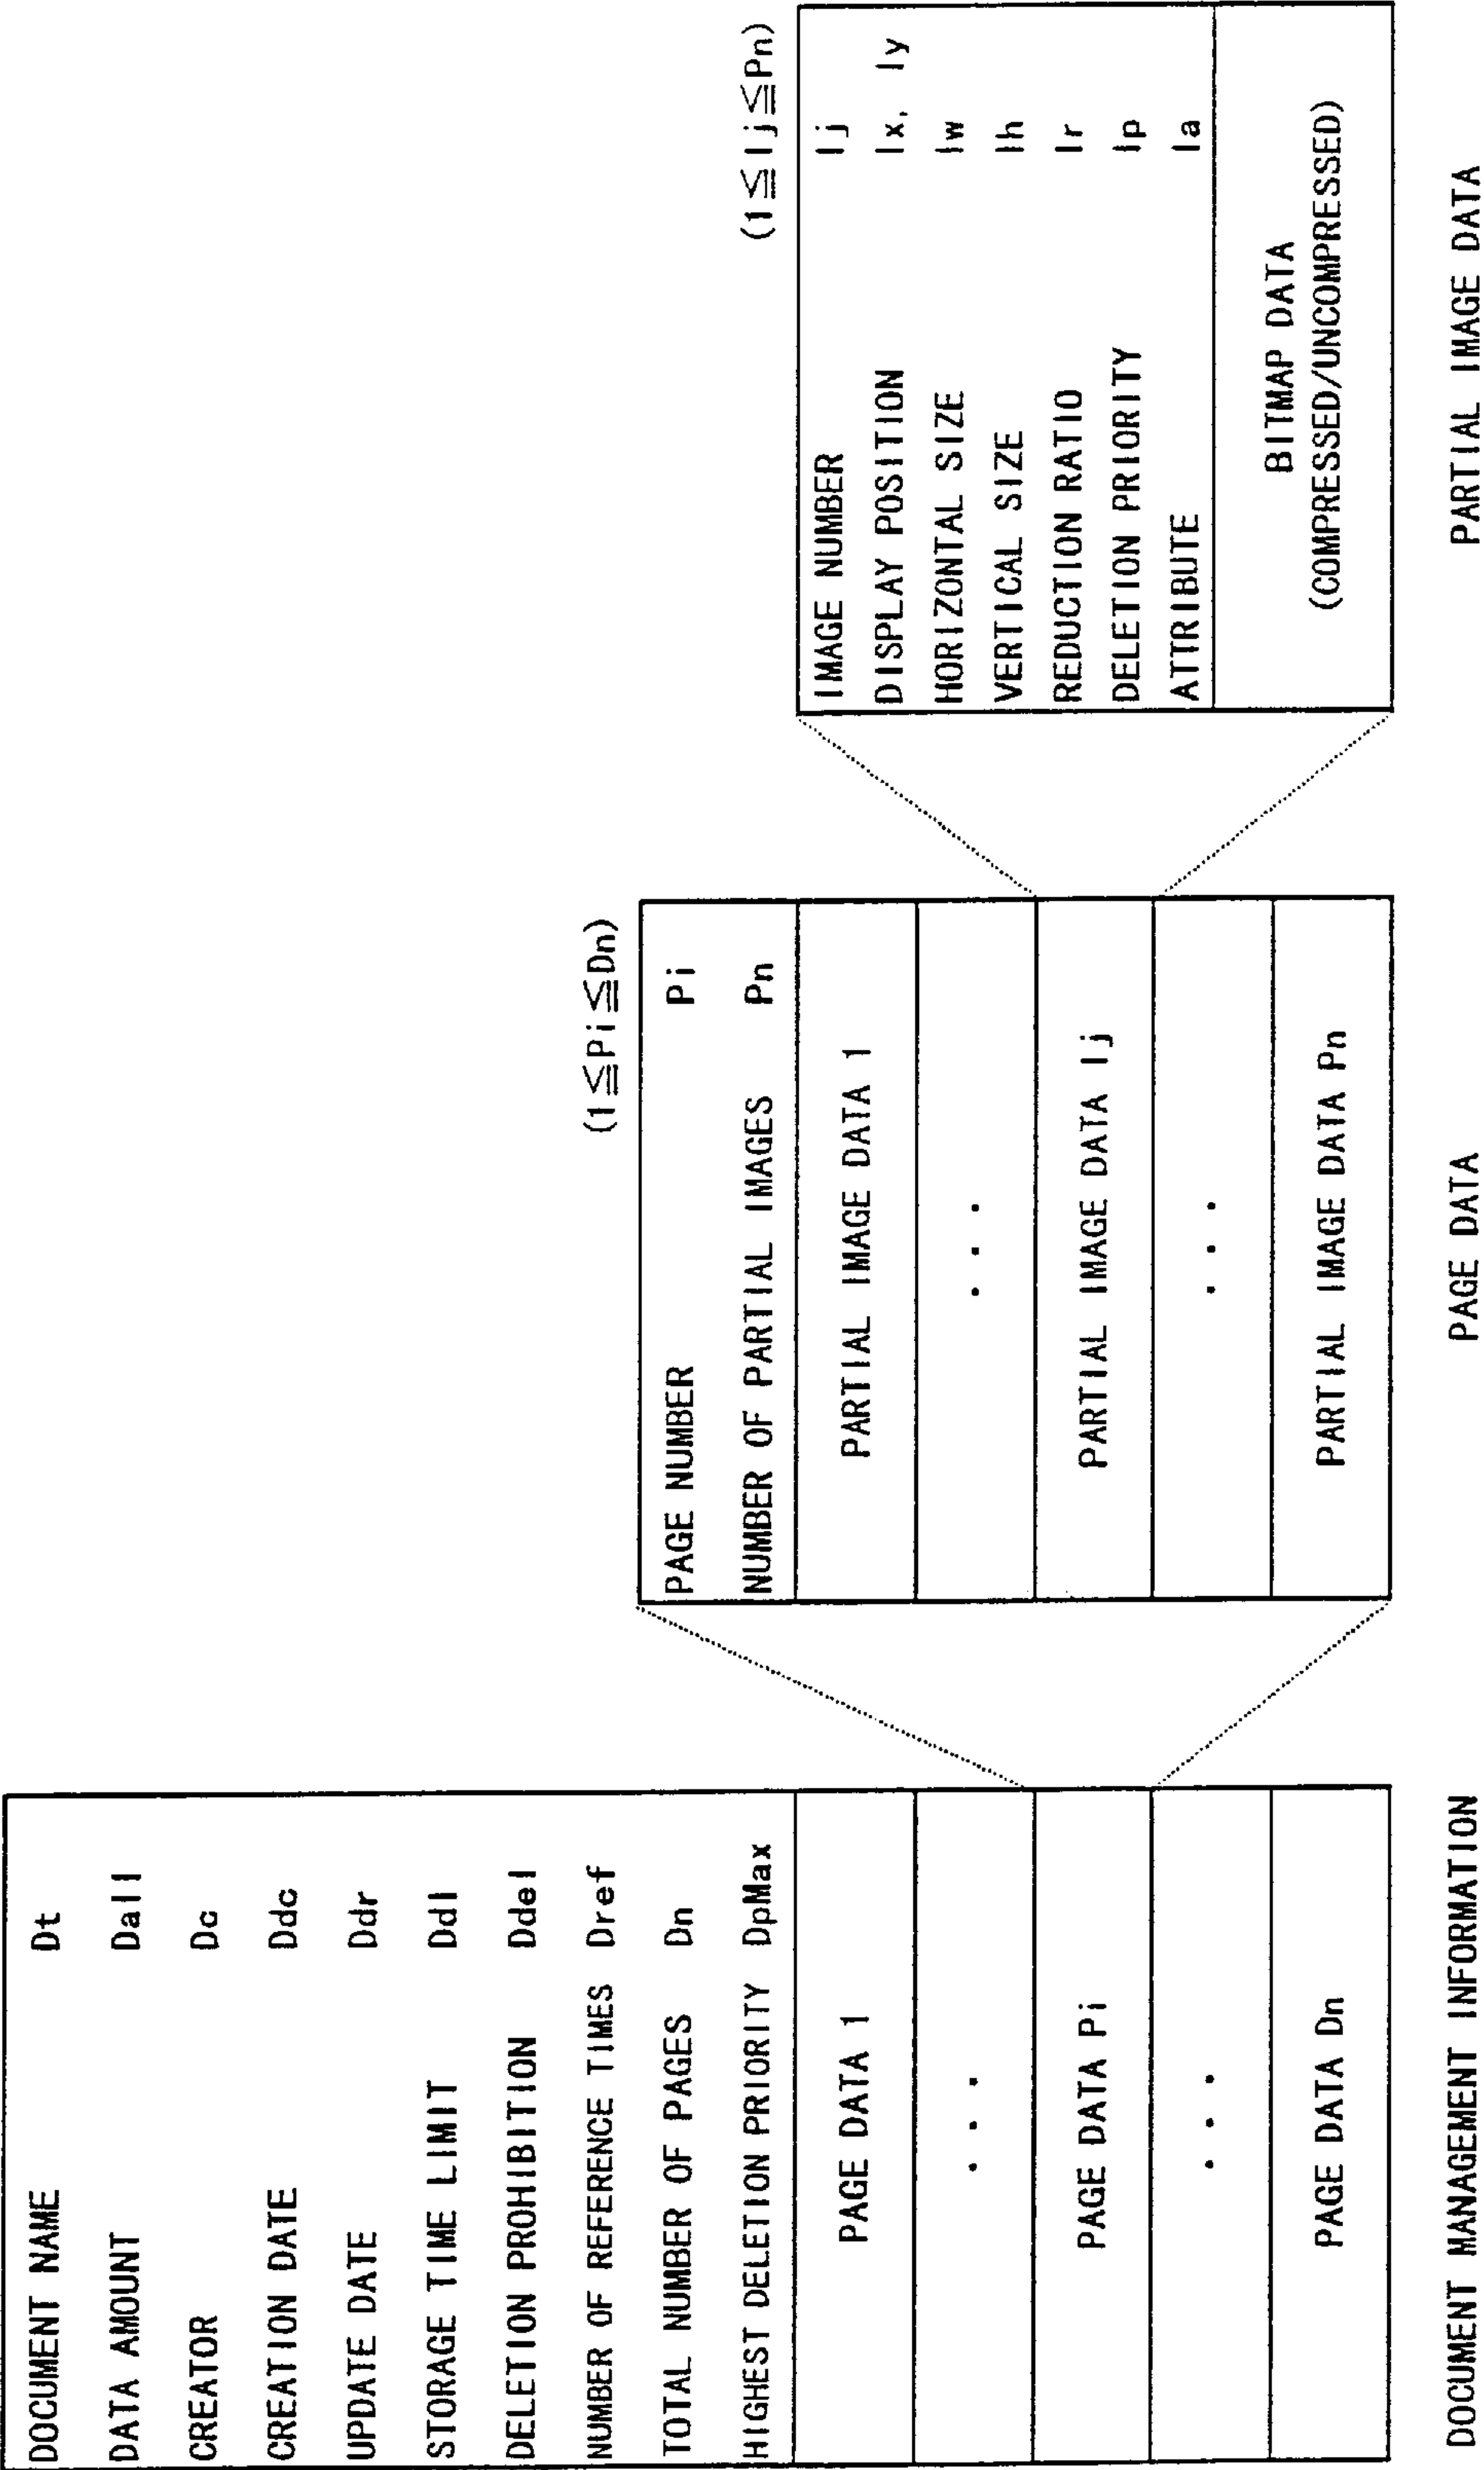 DOCUMENT NAME Dt
DATA AMOUNT Dall
CREATOR Dc
CREATION DATE Ddc
UPDATE DATE Ddr
STORAGE TIME LIMIT Ddl
DELETION PROHIBITION Ddel
NUMBER OF REFERENCE TIMES Dref
TOTAL NUMBER OF PAGES Dn
HIGHEST DELETION PRIORITY DpMax
PAGE DATA 1
...
PAGE DATA Pi
...
PAGE DATA Dn
DOCUMENT MANAGEMENT INFORMATION
(1≦Pi≦Dn)
PAGE NUMBER Pi
NUMBER OF PARTIAL IMAGES Pn
PARTIAL IMAGE DATA 1
...
PARTIAL IMAGE DATA Ij
...
PARTIAL IMAGE DATA Pn
PAGE DATA
(1≦Ij≦Pn)
IMAGE NUMBER Ij
DISPLAY POSITION Ix, Iy
HORIZONTAL SIZE Iw
VERTICAL SIZE Ih
REDUCTION RATIO Ir
DELETION PRIORITY Ip
ATTRIBUTE Ia
BITMAP DATA
(COMPRESSED/UNCOMPRESSED)
PARTIAL IMAGE DATA